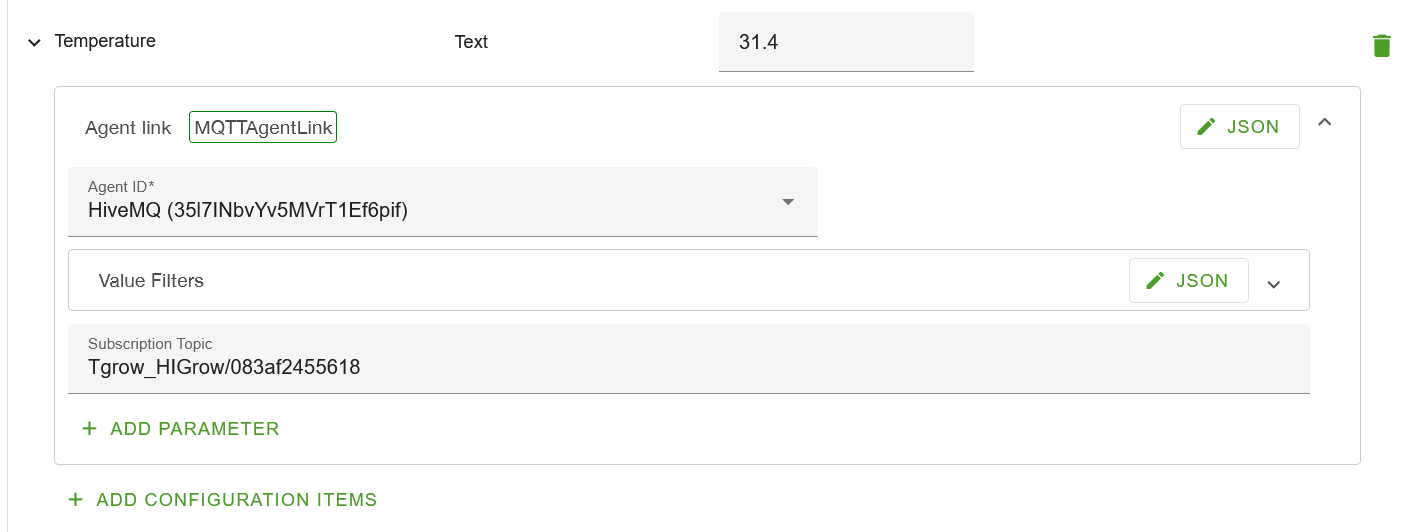 Temperature
Text
31.4
Agent link
MQTTAgentLink
JSON
Agent ID*
HiveMQ (35l7INbvYv5MVrT1Ef6pif)
Value Filters
JSON
Subscription Topic
Tgrow_HIGrow/083af2455618
+ ADD PARAMETER
+ ADD CONFIGURATION ITEMS